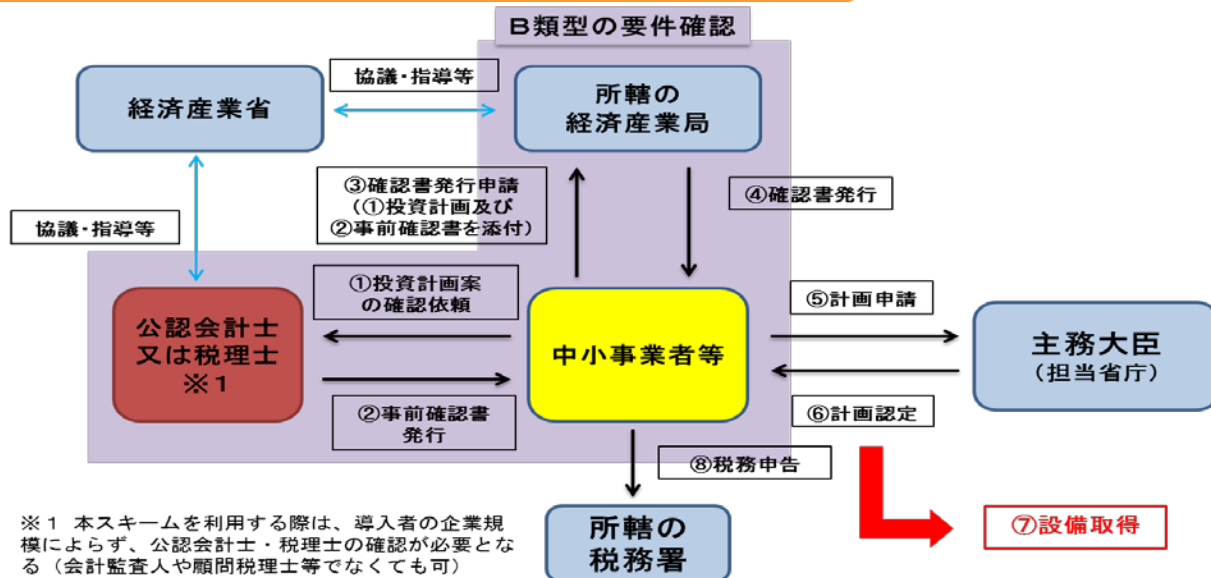 B類型の要件確認
経済産業省
協議・指導等
所轄の
経済産業局
③確認書発行申請
(①投資計画及び
②事前確認書を添付)
④確認書発行
協議・指導等
①投資計画案
の確認依頼
⑤計画申請
公認会計士
又は税理士
※1
中小事業者等
主務大臣
(担当省庁)
②事前確認書
発行
⑥計画認定
⑧税務申告
※1 本スキームを利用する際は、導入者の企業規
模によらず、公認会計士・税理士の確認が必要とな
る(会計監査人や顧問税理士等でなくても可)
所轄の
税務署
⑦設備取得